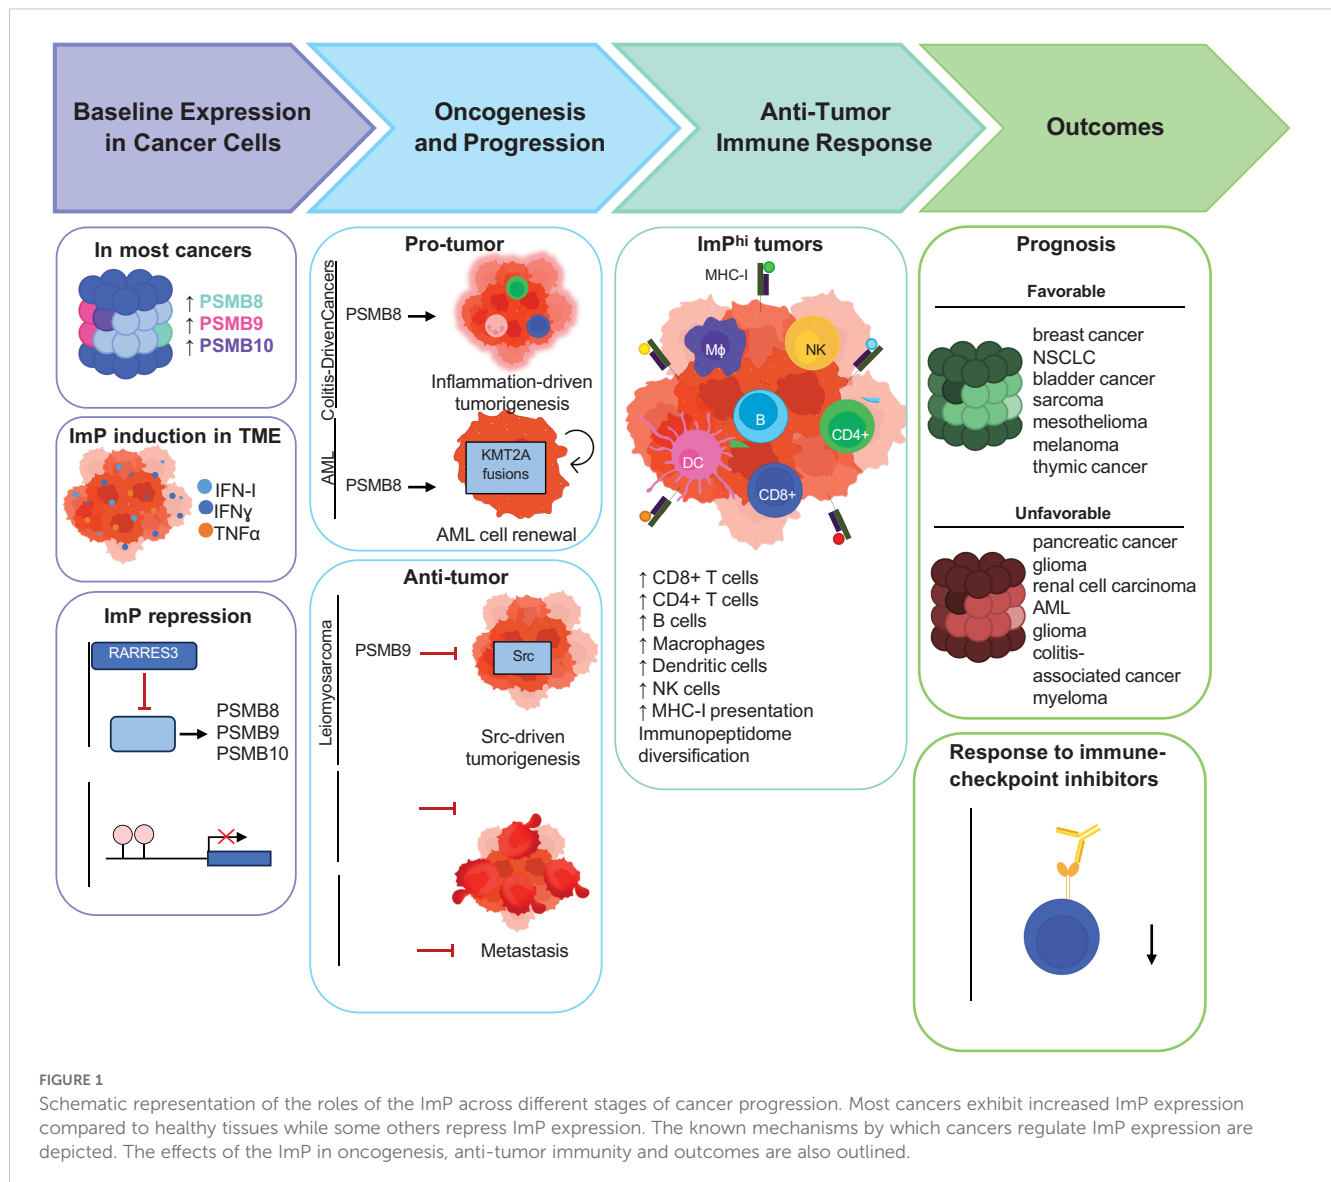 Baseline Expression
in Cancer Cells
Oncogenesis
and Progression
Anti-Tumor
Immune Response
Outcomes
In most cancers
↑ PSMB8
↑ PSMB9
↑ PSMB10
ImP induction in TME
IFN-I
IFNɣ
TNFα
ImP repression
RARRES3
PSMB8
PSMB9
PSMB10
Pro-tumor
Colitis-DrivenCancers
PSMB8
Inflammation-driven
tumorigenesis
AML
PSMB8
KMT2A
fusions
AML cell renewal
Anti-tumor
Leiomyosarcoma
PSMB9
Src
Src-driven
tumorigenesis
Metastasis
ImPhi tumors
MHC-I
Mϕ
NK
B
CD4+
DC
CD8+
↑ CD8+ T cells
↑ CD4+ T cells
↑ B cells
↑ Macrophages
↑ Dendritic cells
↑ NK cells
↑ MHC-I presentation
Immunopeptidome
diversification
Prognosis
Favorable
breast cancer
NSCLC
bladder cancer
sarcoma
mesothelioma
melanoma
thymic cancer
Unfavorable
pancreatic cancer
glioma
renal cell carcinoma
AML
glioma
colitis-
associated cancer
myeloma
Response to immune-
checkpoint inhibitors
FIGURE 1
Schematic representation of the roles of the ImP across different stages of cancer progression. Most cancers exhibit increased ImP expression
compared to healthy tissues while some others repress ImP expression. The known mechanisms by which cancers regulate ImP expression are
depicted. The effects of the ImP in oncogenesis, anti-tumor immunity and outcomes are also outlined.